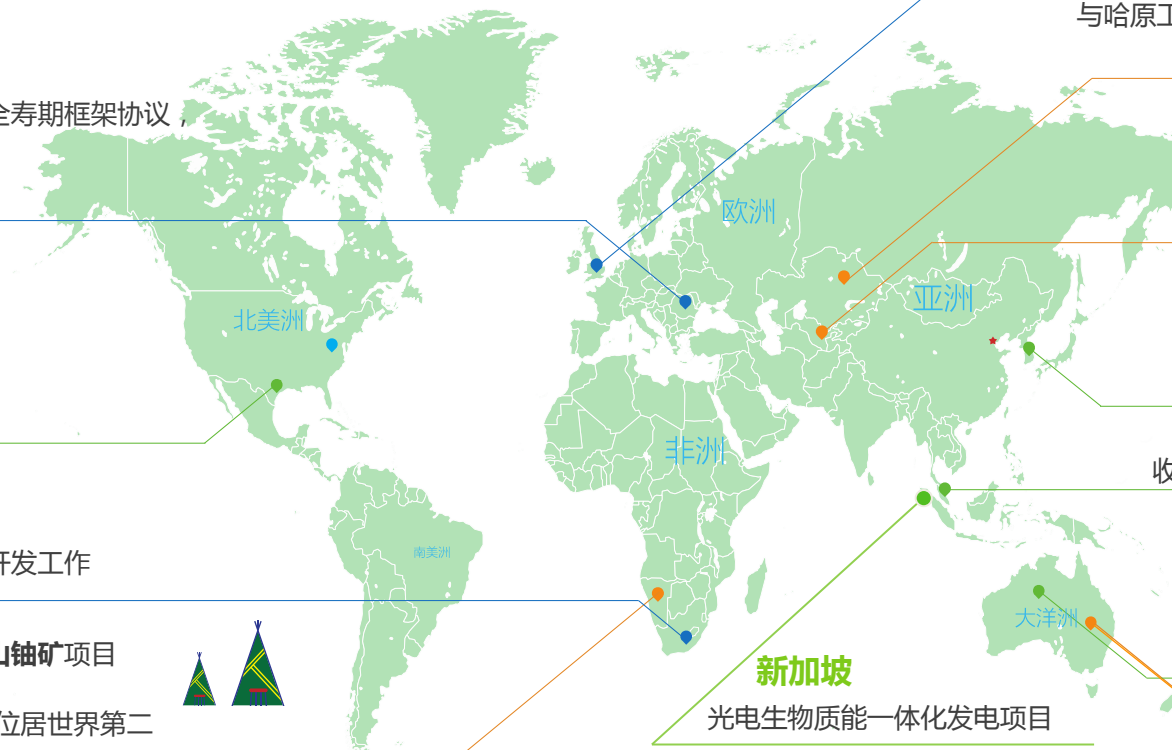 与哈原工
全寿期框架协议，
欧洲
亚洲
北美洲
非洲
收
南美洲
开发工作
大洋洲
山铀矿项目
新加坡
位居世界第二
光电生物质能一体化发电项目